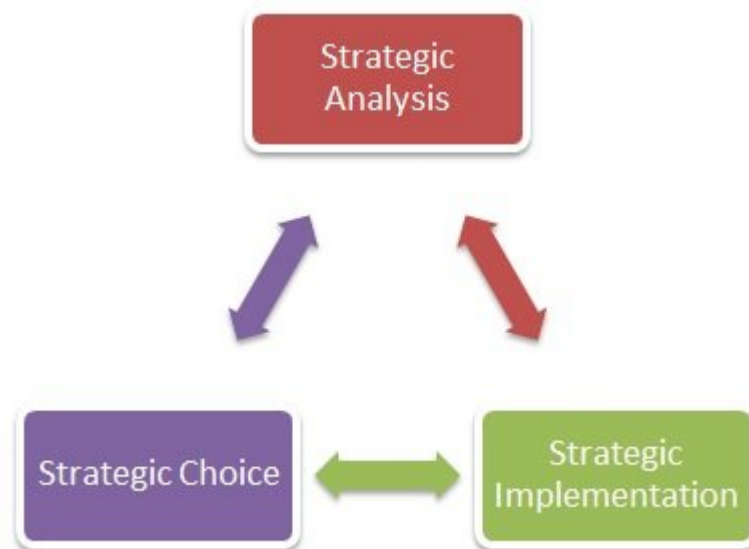 Strategic
Analysis
Strategic Choice
Strategic
Implementation